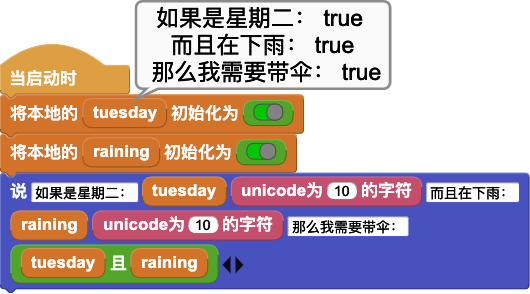 如果是星期二： true
而且在下雨： true
那么我需要带伞： true
当启动时
将本地的 tuesday 初始化为
将本地的 raining 初始化为
说 如果是星期二： tuesday unicode为 10 的字符 而且在下雨：
raining unicode为 10 的字符 那么我需要带伞：
tuesday 且 raining